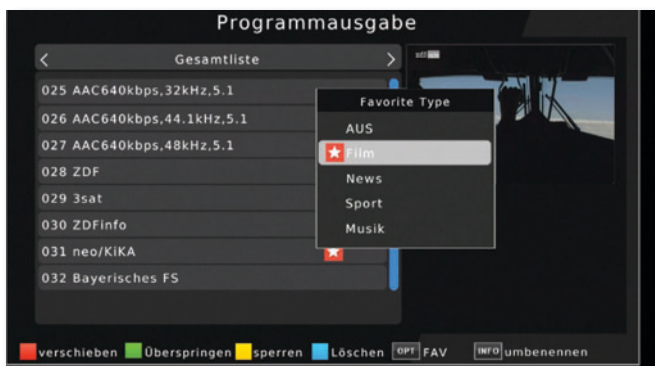 Programmausgabe
Gesamtliste
025 AAC640kbps,32kHz,5.1
026 AAC640kbps,44.1kHz,5.1
027 AAC640kbps,48kHz,5.1
028 ZDF
029 3sat
030 ZDFinfo
031 neo/KiKA
032 Bayerisches FS
Favorite Type
AUS
Film
News
Sport
Musik
verschieben Überspringen sperren Löschen OPT FAV INFO umbenennen